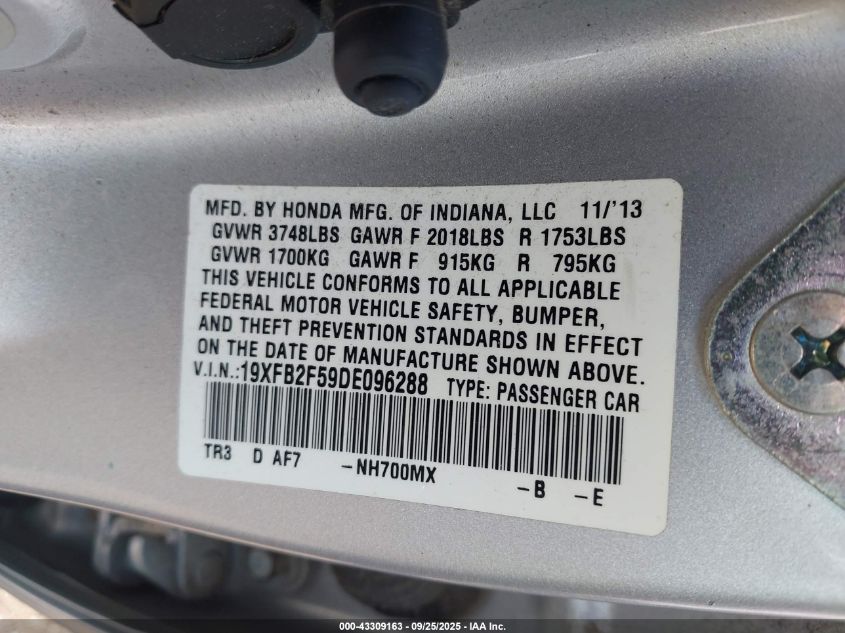 MFD. BY HONDA MFG. OF INDIANA, LLC 11/'13
GVWR 3748LBS GAWR F 2018LBS R 1753LBS
GVWR 1700KG GAWR F 915KG R 795KG
THIS VEHICLE CONFORMS TO ALL APPLICABLE
FEDERAL MOTOR VEHICLE SAFETY, BUMPER,
AND THEFT PREVENTION STANDARDS IN EFFECT
ON THE DATE OF MANUFACTURE SHOWN ABOVE.
V.I.N.:19XFB2F59DE096288 TYPE: PASSENGER CAR
TR3 D AF7 -NH700MX -B -E
000-43309163 - 09/25/2025 - IAA Inc.